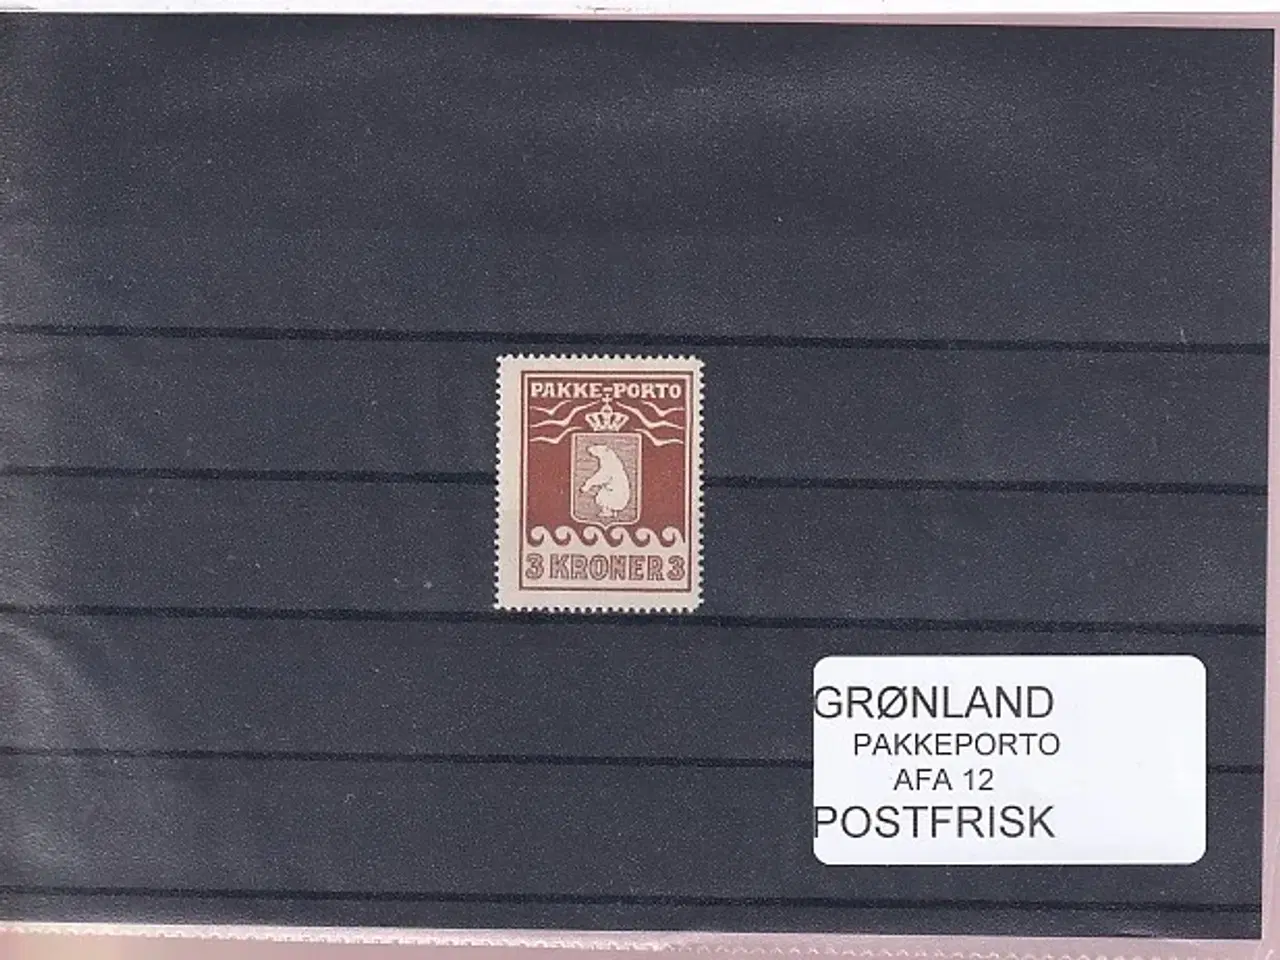 PAKKE-PORTO
3 KRONER 3
GRØNLAND
PAKKEPORTO
AFA 12
POSTFRISK